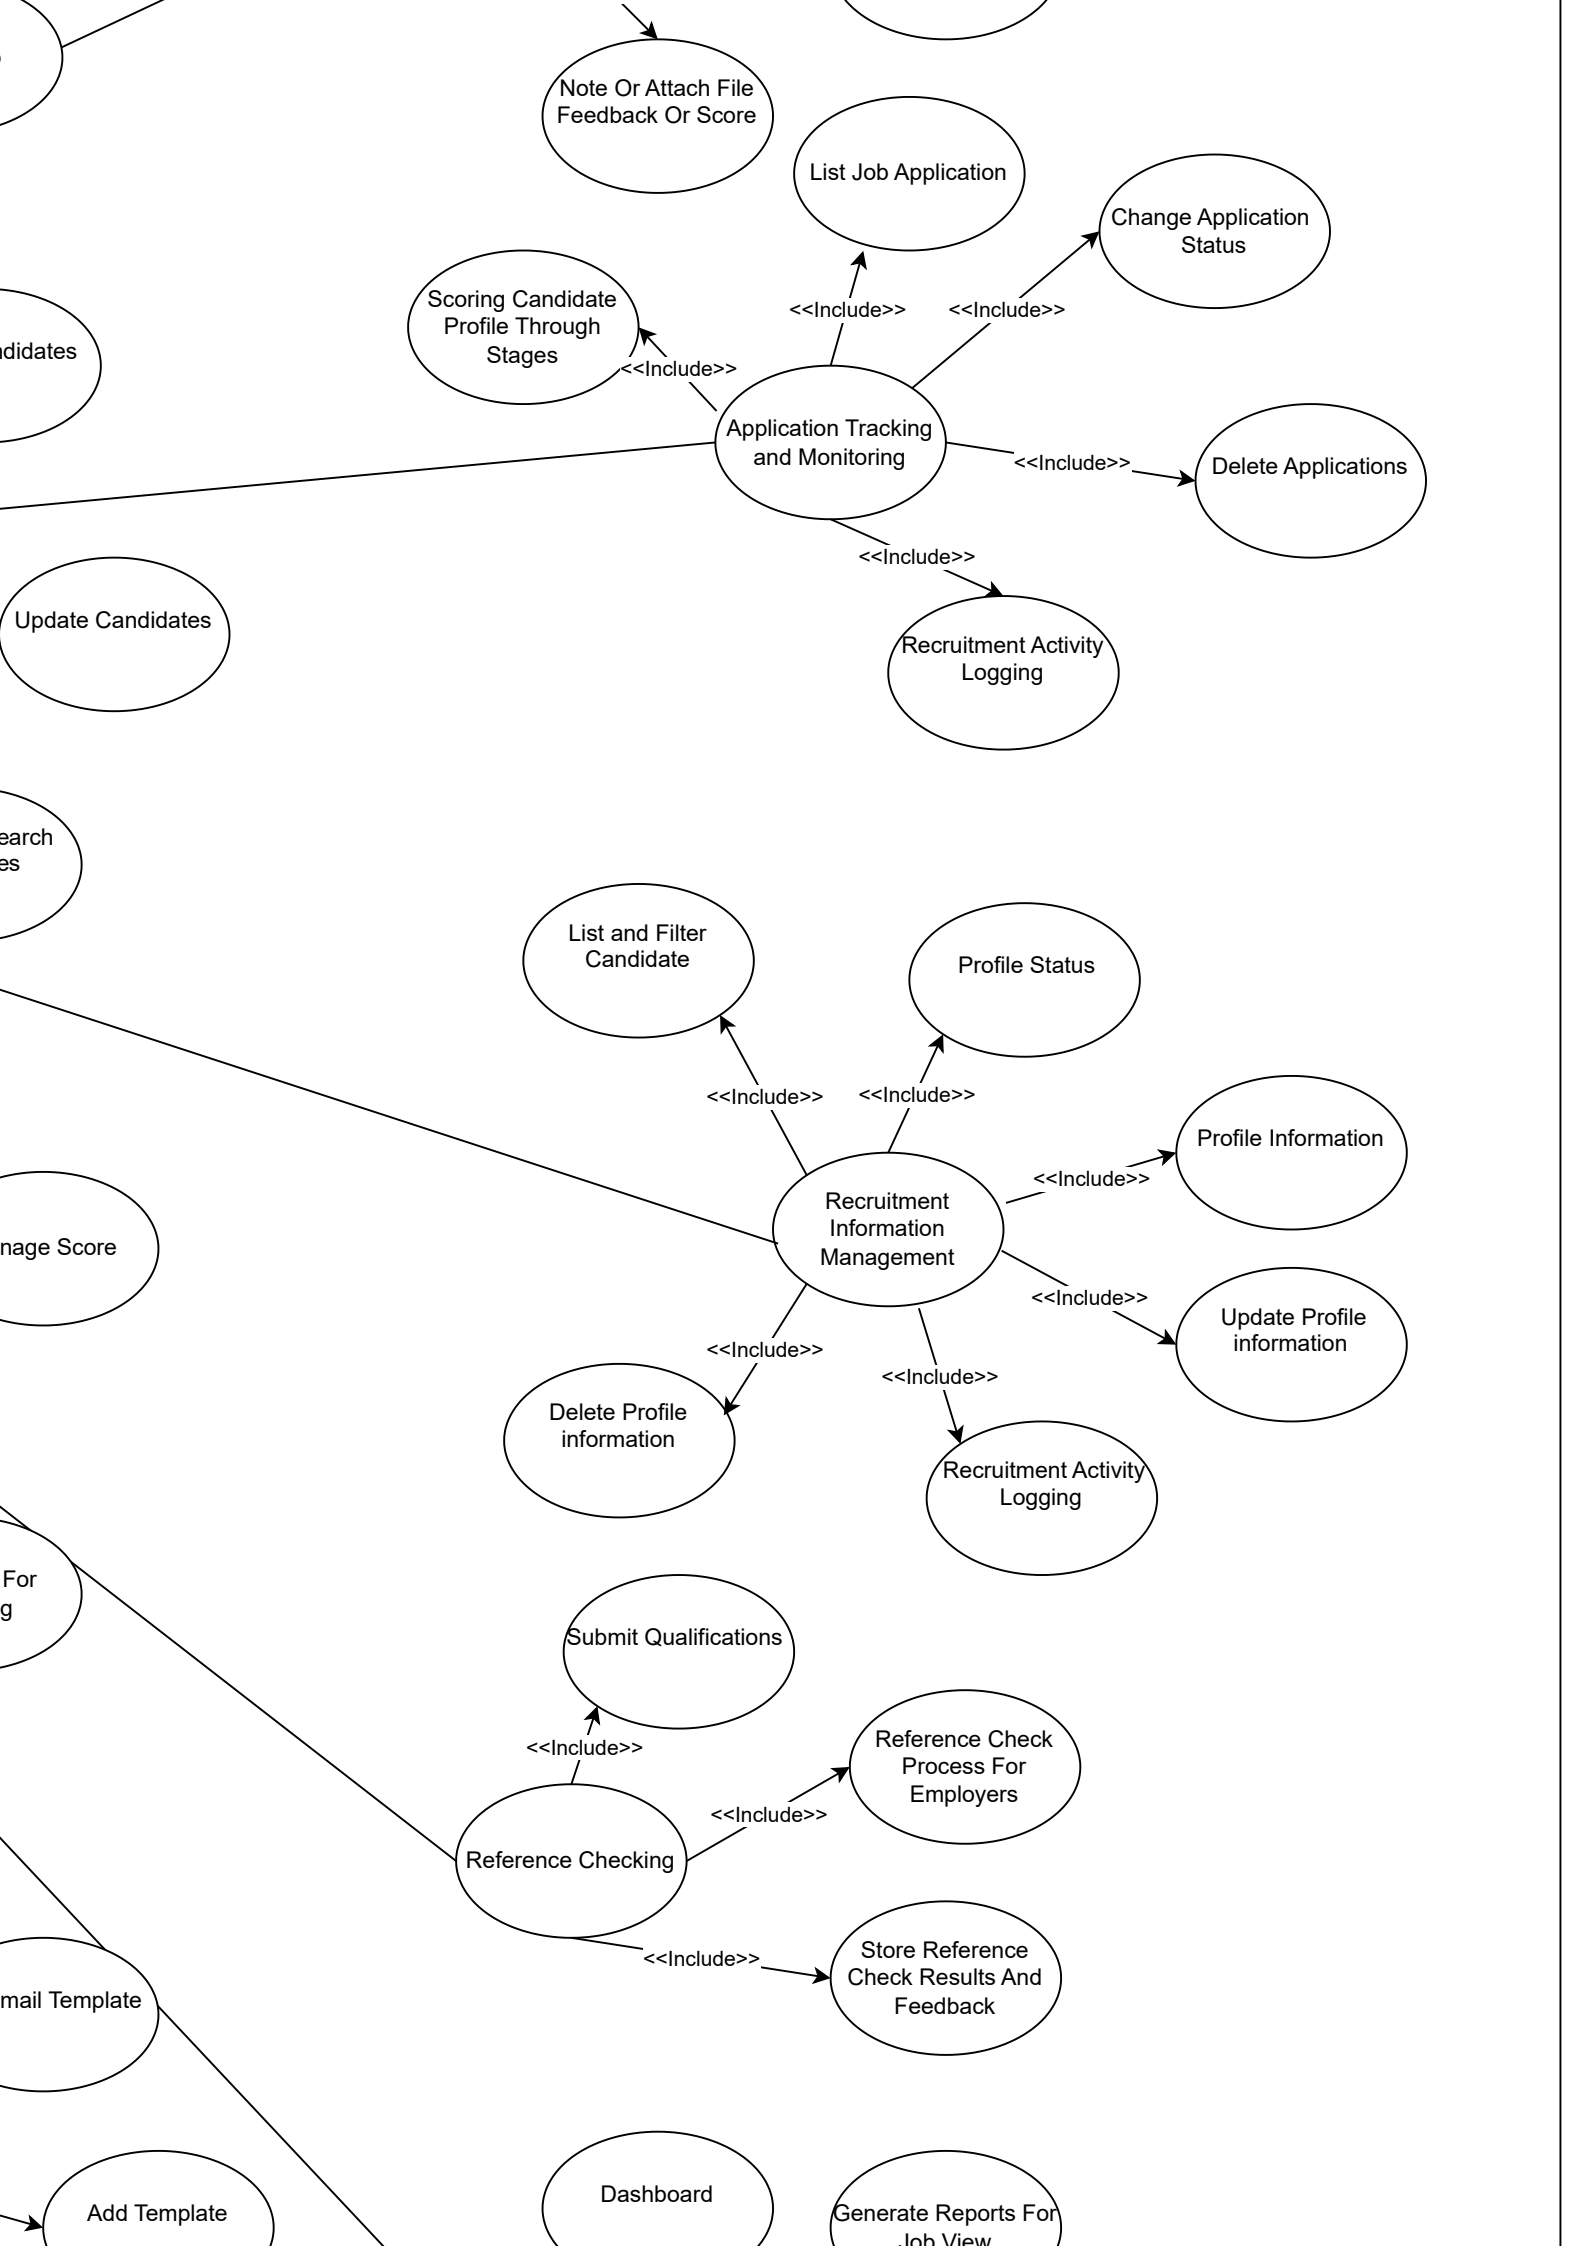 Note Or Attach File
Feedback Or Score
List Job Application
Change Application
Status
Scoring Candidate
Profile Through
Stages
<<Include>>
<<Include>>
<<Include>>
Application Tracking
and Monitoring
<<Include>>
Delete Applications
<<Include>>
Recruitment Activity
Logging
Update Candidates
List and Filter
Candidate
Profile Status
<<Include>>
<<Include>>
Profile Information
<<Include>>
Recruitment
Information
Management
<<Include>>
Update Profile
information
<<Include>>
<<Include>>
Delete Profile
information
Recruitment Activity
Logging
For
Submit Qualifications
<<Include>>
Reference Check
Process For
Employers
<<Include>>
Reference Checking
<<Include>>
Store Reference
Check Results And
Feedback
nage Score
mail Template
Add Template
Dashboard
Generate Reports For
Job View